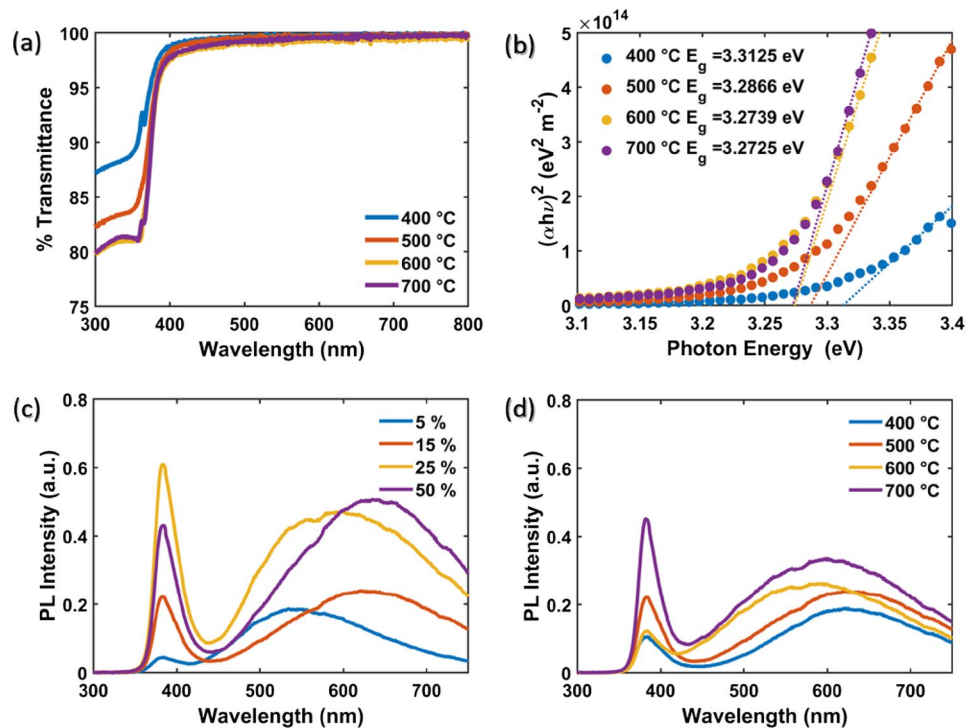 (a)
% Transmittance
100
95
90
85
80
75
300 400 500 600 700 800
Wavelength (nm)
400 °C
500 °C
600 °C
700 °C
(b)
×10¹⁴
(αhν)² (eV² m⁻²)
5
4
3
2
1
0
3.1 3.15 3.2 3.25 3.3 3.35 3.4
Photon Energy (eV)
400 °C E_g =3.3125 eV
500 °C E_g =3.2866 eV
600 °C E_g =3.2739 eV
700 °C E_g =3.2725 eV
(c)
PL Intensity (a.u.)
0.8
0.6
0.4
0.2
0
300 400 500 600 700
Wavelength (nm)
5 %
15 %
25 %
50 %
(d)
PL Intensity (a.u.)
0.8
0.6
0.4
0.2
0
300 400 500 600 700
Wavelength (nm)
400 °C
500 °C
600 °C
700 °C